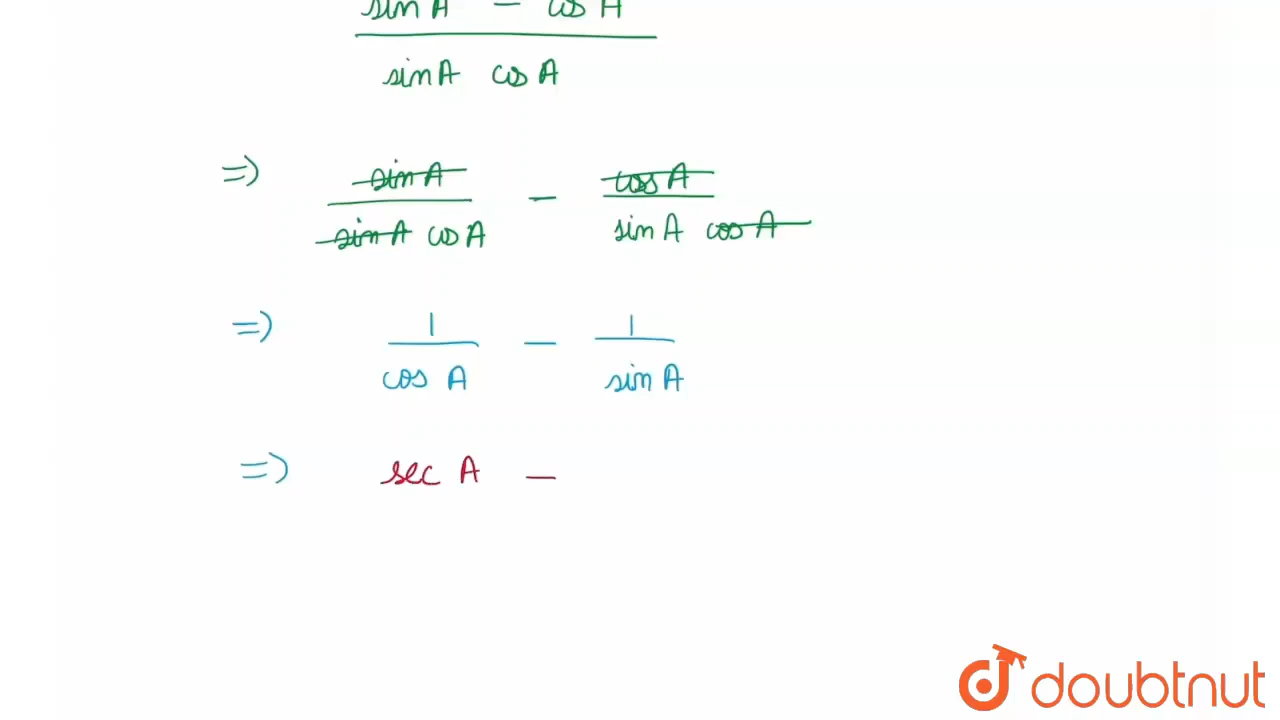 sin A - cos A
sin A cos A
=> sin A / sin A cos A - cos A / sin A cos A
=> 1 / cos A - 1 / sin A
=> sec A -
doubtnut